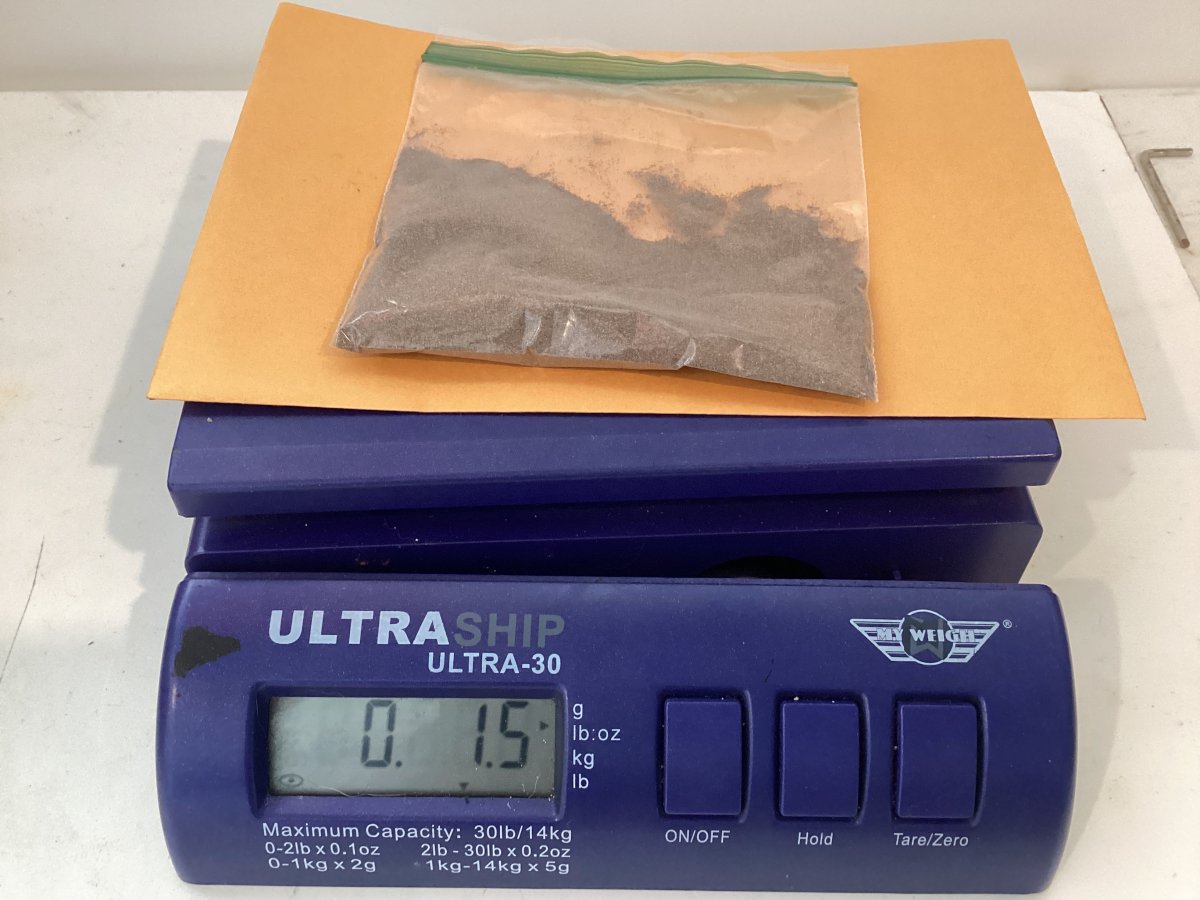 ULTRASHIP
ULTRA-30
MY WEIGH ®
0. 1.5
g
lb:oz
kg
lb
Maximum Capacity: 30lb/14kg
0-2lb x 0.1oz 2lb - 30lb x 0.2oz
0-1kg x 2g 1kg-14kg x 5g
ON/OFF
Hold
Tare/Zero